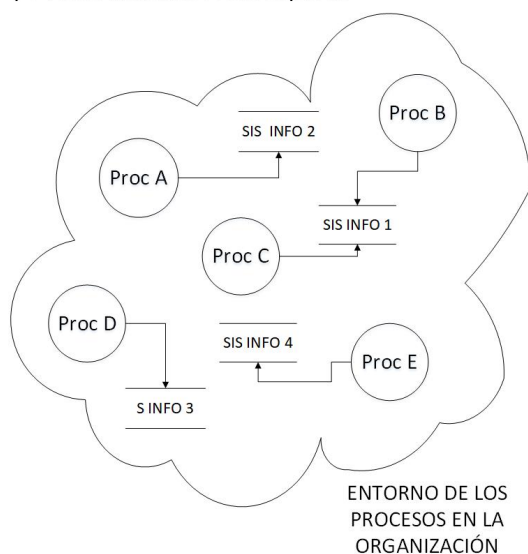 Proc B
SIS INFO 2
Proc A
SIS INFO 1
Proc C
Proc D
SIS INFO 4
Proc E
S INFO 3
ENTORNO DE LOS
PROCESOS EN LA
ORGANIZACIÓN